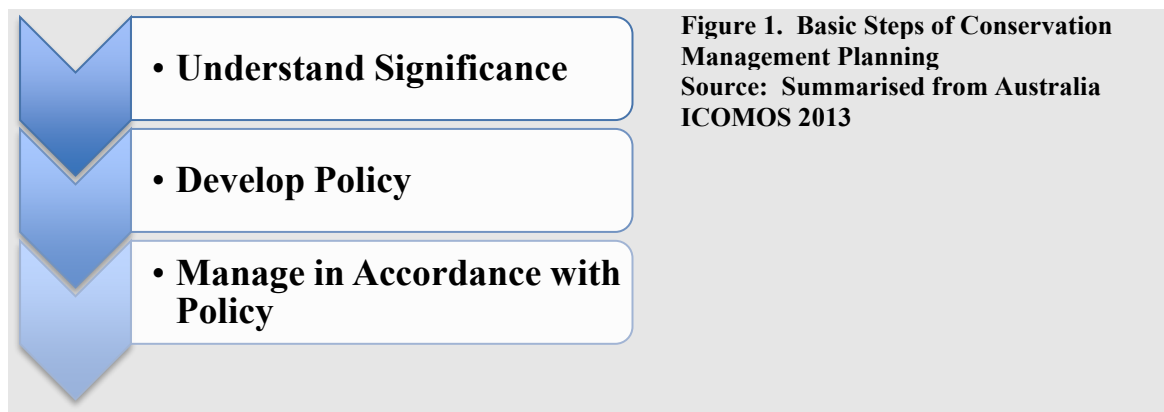 • Understand Significance
• Develop Policy
• Manage in Accordance with
Policy
Figure 1. Basic Steps of Conservation
Management Planning
Source: Summarised from Australia
ICOMOS 2013